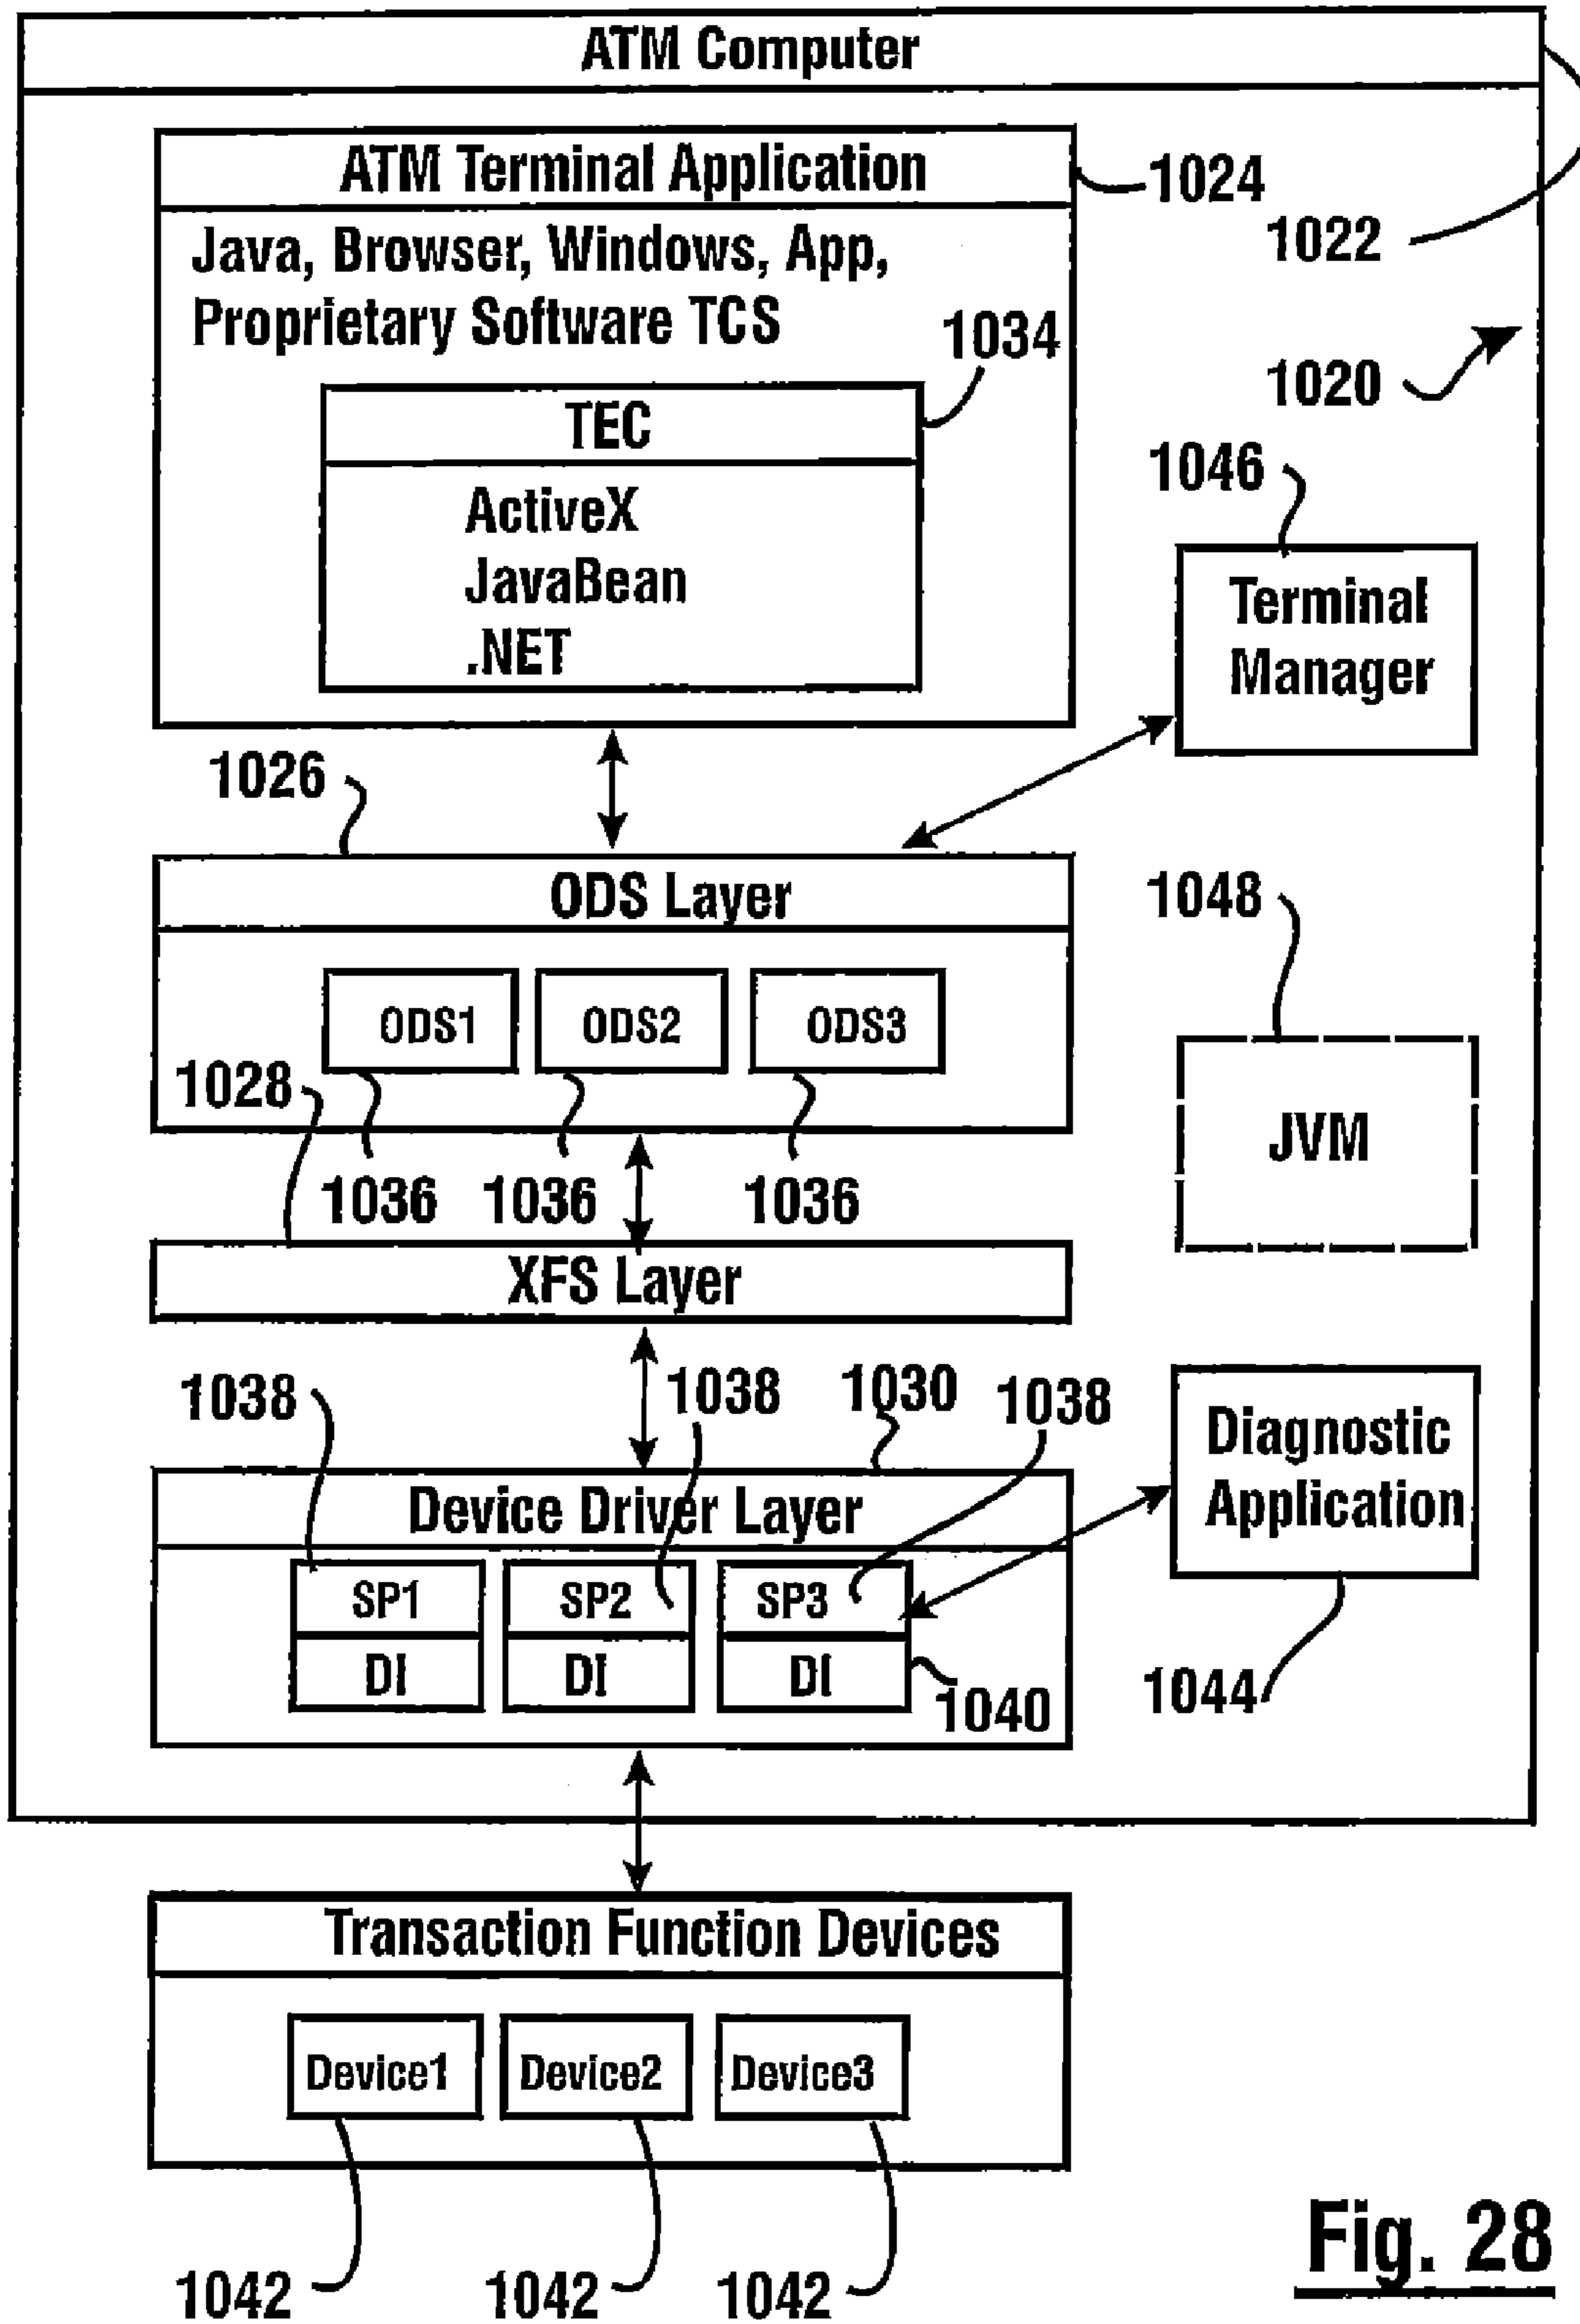 ATM Computer
ATM Terminal Application
1024
Java, Browser, Windows, App,
1022
Proprietary Software TCS
1034
1020
TEC
1046
ActiveX
JavaBean
.NET
Terminal
Manager
1026
ODS Layer
1048
ODS1 ODS2 ODS3
1028
JVM
1036 1036 1036
XFS Layer
1038 1038 1030 1038
Diagnostic
Application
Device Driver Layer
SP1 SP2 SP3
DI DI DI
1040
1044
Transaction Function Devices
Device1 Device2 Device3
1042 1042 1042
Fig. 28